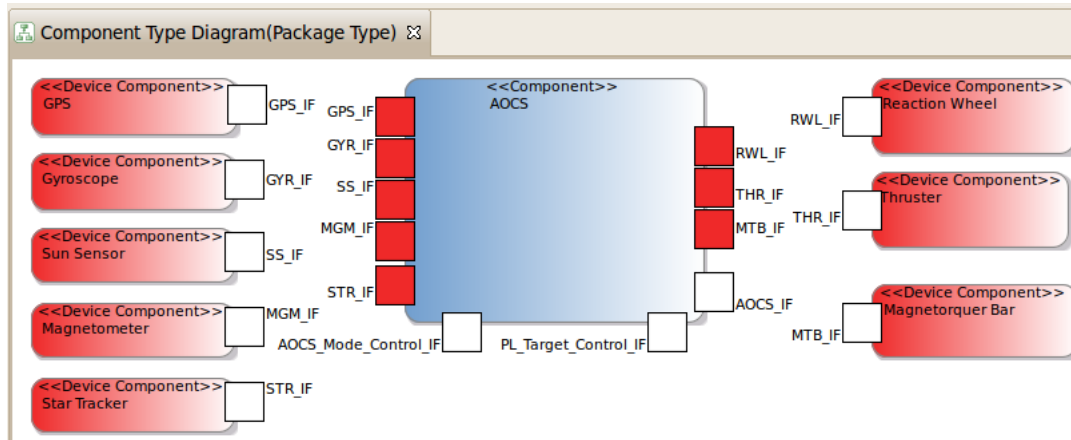 Component Type Diagram(Package Type)
<<Device Component>>
GPS
GPS_IF
<<Device Component>>
Gyroscope
GYR_IF
<<Device Component>>
Sun Sensor
SS_IF
<<Device Component>>
Magnetometer
MGM_IF
<<Device Component>>
Star Tracker
STR_IF
<<Component>>
AOCS
GPS_IF
GYR_IF
SS_IF
MGM_IF
STR_IF
AOCS_Mode_Control_IF
PL_Target_Control_IF
RWL_IF
THR_IF
MTB_IF
AOCS_IF
<<Device Component>>
Reaction Wheel
RWL_IF
<<Device Component>>
Thruster
THR_IF
<<Device Component>>
Magnetorquer Bar
MTB_IF